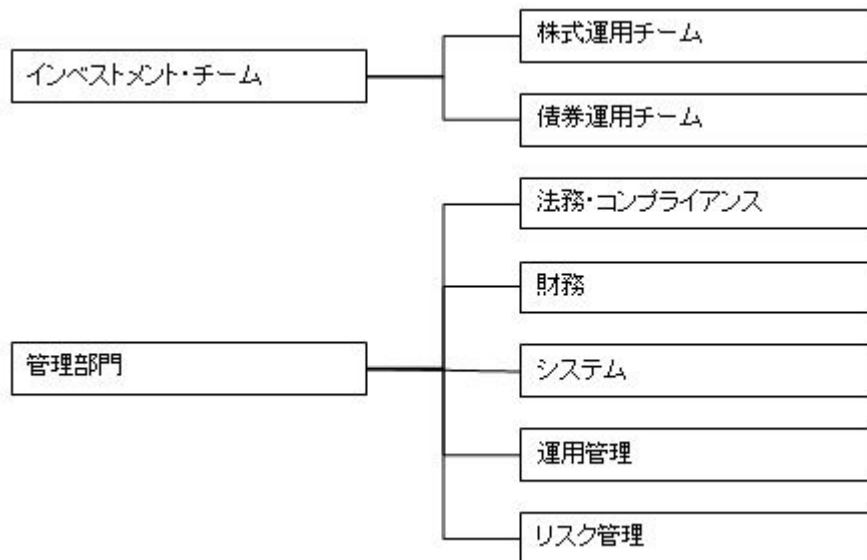 インベストメント・チーム
株式運用チーム
債券運用チーム
管理部門
法務・コンプライアンス
財務
システム
運用管理
リスク管理